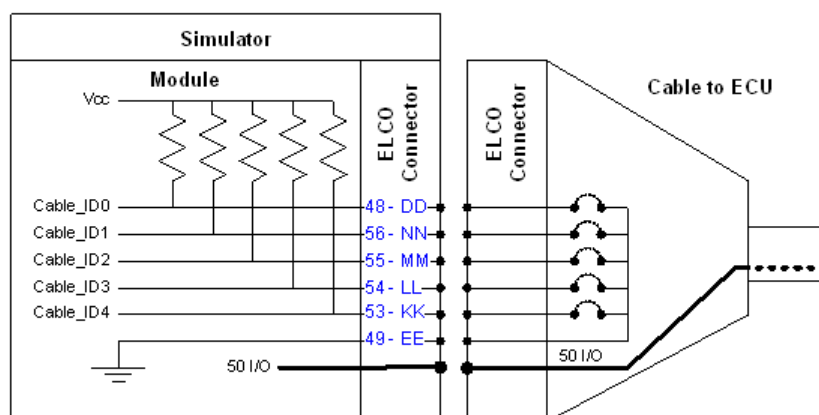 Simulator
Module
Vcc
ELCO
Connector
ELCO
Connector
Cable to ECU
Cable_ID0
48- DD
Cable_ID1
56- NN
Cable_ID2
55- MM
Cable_ID3
54- LL
Cable_ID4
53- KK
49- EE
50 I/O
50 I/O